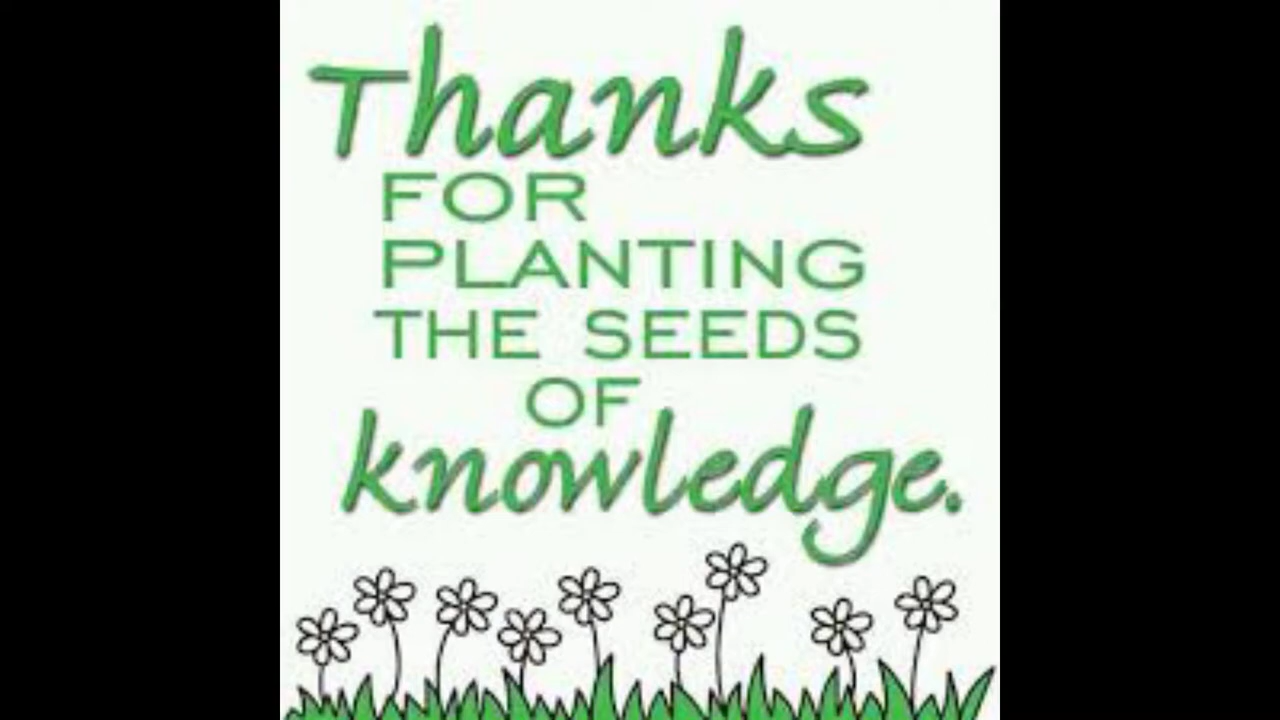 Thanks
FOR
PLANTING
THE SEEDS
OF
knowledge.